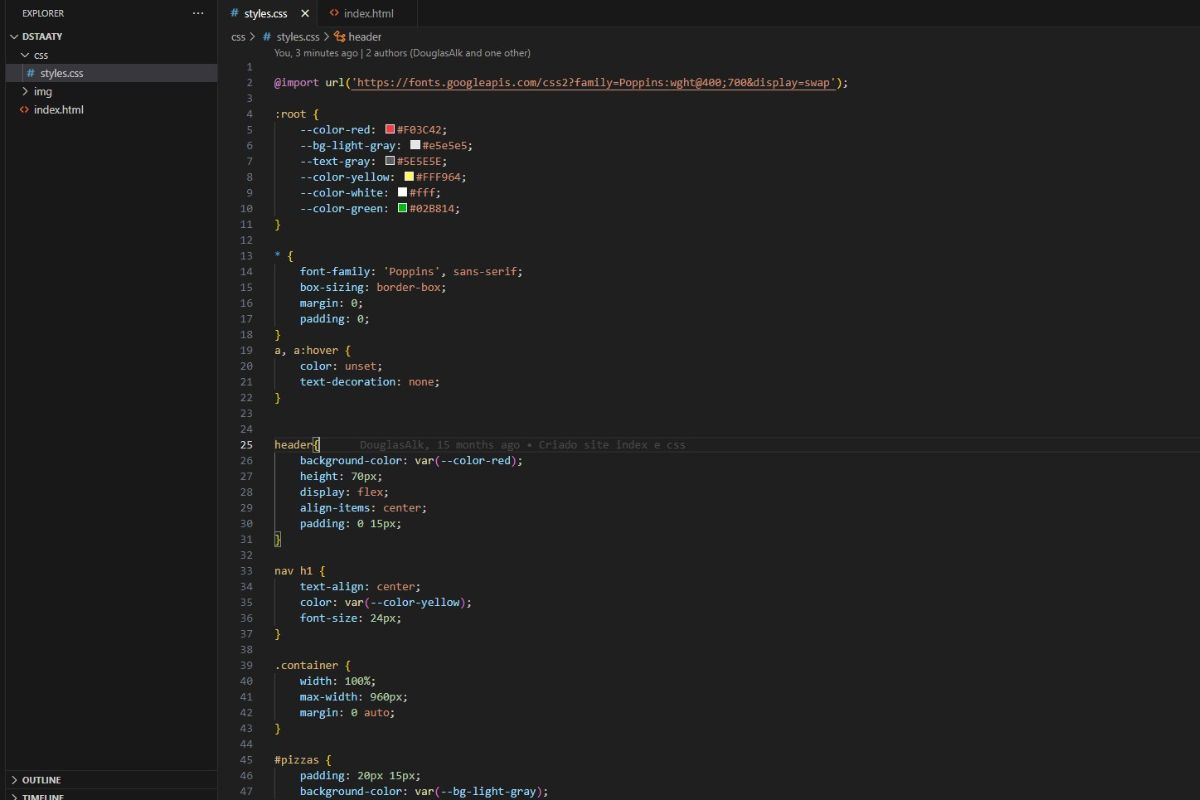 EXPLORER ···
DSTAATY
css
# styles.css
img
<> index.html
OUTLINE
TIMELINE
# styles.css × <> index.html
css > # styles.css > header
You, 3 minutes ago | 2 authors (DouglasAlk and one other)
1
2 @import url('https://fonts.googleapis.com/css2?family=Poppins:wght@400;700&display=swap');
3
4 :root {
5     --color-red: #F03C42;
6     --bg-light-gray: #e5e5e5;
7     --text-gray: #5E5E5E;
8     --color-yellow: #FFF964;
9     --color-white: #fff;
10     --color-green: #02B814;
11 }
12
13 * {
14     font-family: 'Poppins', sans-serif;
15     box-sizing: border-box;
16     margin: 0;
17     padding: 0;
18 }
19 a, a:hover {
20     color: unset;
21     text-decoration: none;
22 }
23
24
25 header{ DouglasAlk, 15 months ago • Criado site index e css
26     background-color: var(--color-red);
27     height: 70px;
28     display: flex;
29     align-items: center;
30     padding: 0 15px;
31 }
32
33 nav h1 {
34     text-align: center;
35     color: var(--color-yellow);
36     font-size: 24px;
37 }
38
39 .container {
40     width: 100%;
41     max-width: 960px;
42     margin: 0 auto;
43 }
44
45 #pizzas {
46     padding: 20px 15px;
47     background-color: var(--bg-light-gray);